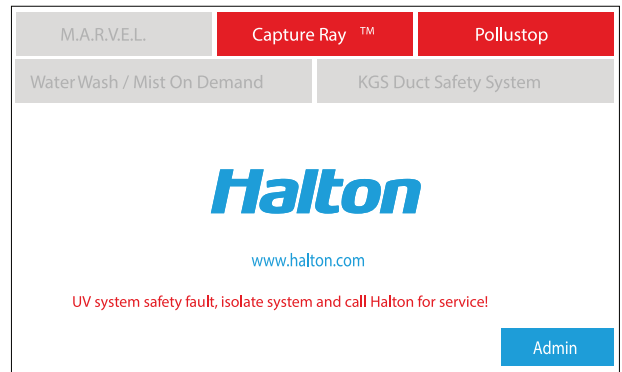 M.A.R.V.E.L. Capture Ray ™ Pollustop
Water Wash / Mist On Demand KGS Duct Safety System
Halton
www.halton.com
UV system safety fault, isolate system and call Halton for service!
Admin